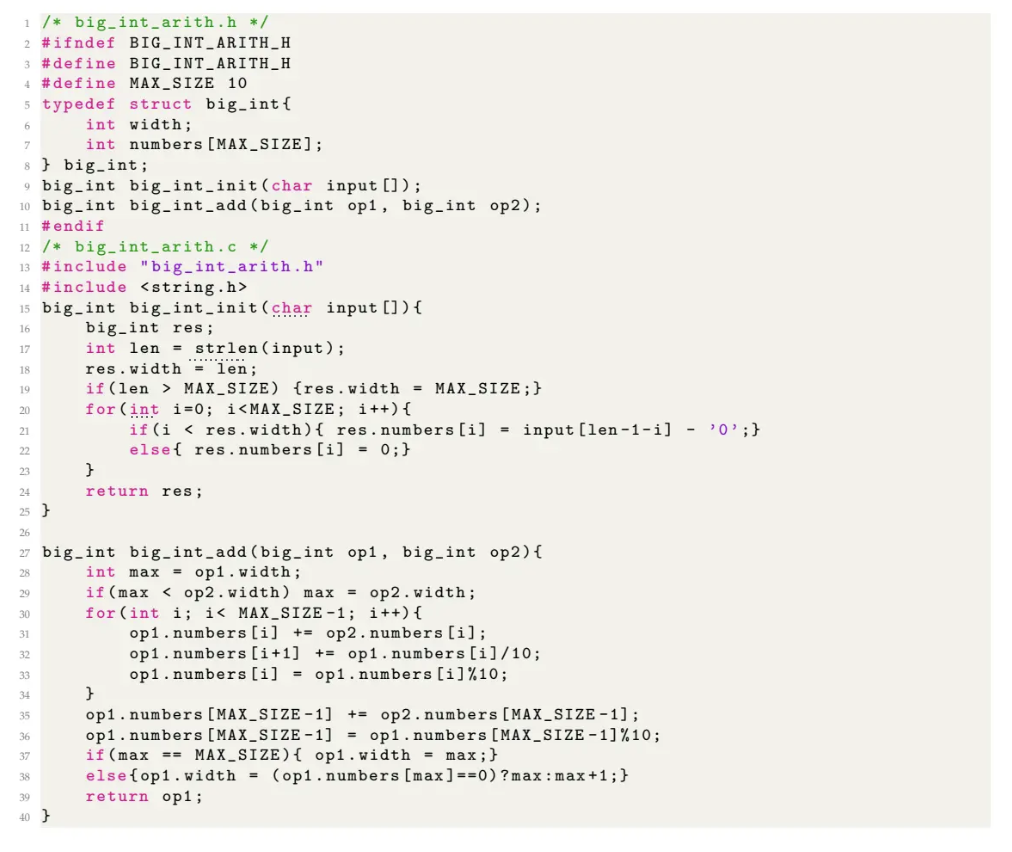 1 /* big_int_arith.h */
2 #ifndef BIG_INT_ARITH_H
3 #define BIG_INT_ARITH_H
4 #define MAX_SIZE 10
5 typedef struct big_int{
6     int width;
7     int numbers[MAX_SIZE];
8 } big_int;
9 big_int big_int_init(char input[]);
10 big_int big_int_add(big_int op1, big_int op2);
11 #endif
12 /* big_int_arith.c */
13 #include "big_int_arith.h"
14 #include <string.h>
15 big_int big_int_init(char input[]){
16     big_int res;
17     int len = strlen(input);
18     res.width = len;
19     if(len > MAX_SIZE) {res.width = MAX_SIZE;}
20     for(int i=0; i<MAX_SIZE; i++){
21         if(i < res.width){ res.numbers[i] = input[len-1-i] - '0';}
22         else{ res.numbers[i] = 0;}
23     }
24     return res;
25 }
26
27 big_int big_int_add(big_int op1, big_int op2){
28     int max = op1.width;
29     if(max < op2.width) max = op2.width;
30     for(int i; i< MAX_SIZE-1; i++){
31         op1.numbers[i] += op2.numbers[i];
32         op1.numbers[i+1] += op1.numbers[i]/10;
33         op1.numbers[i] = op1.numbers[i]%10;
34     }
35     op1.numbers[MAX_SIZE-1] += op2.numbers[MAX_SIZE-1];
36     op1.numbers[MAX_SIZE-1] = op1.numbers[MAX_SIZE-1]%10;
37     if(max == MAX_SIZE){ op1.width = max;}
38     else{op1.width = (op1.numbers[max]==0)?max:max+1;}
39     return op1;
40 }